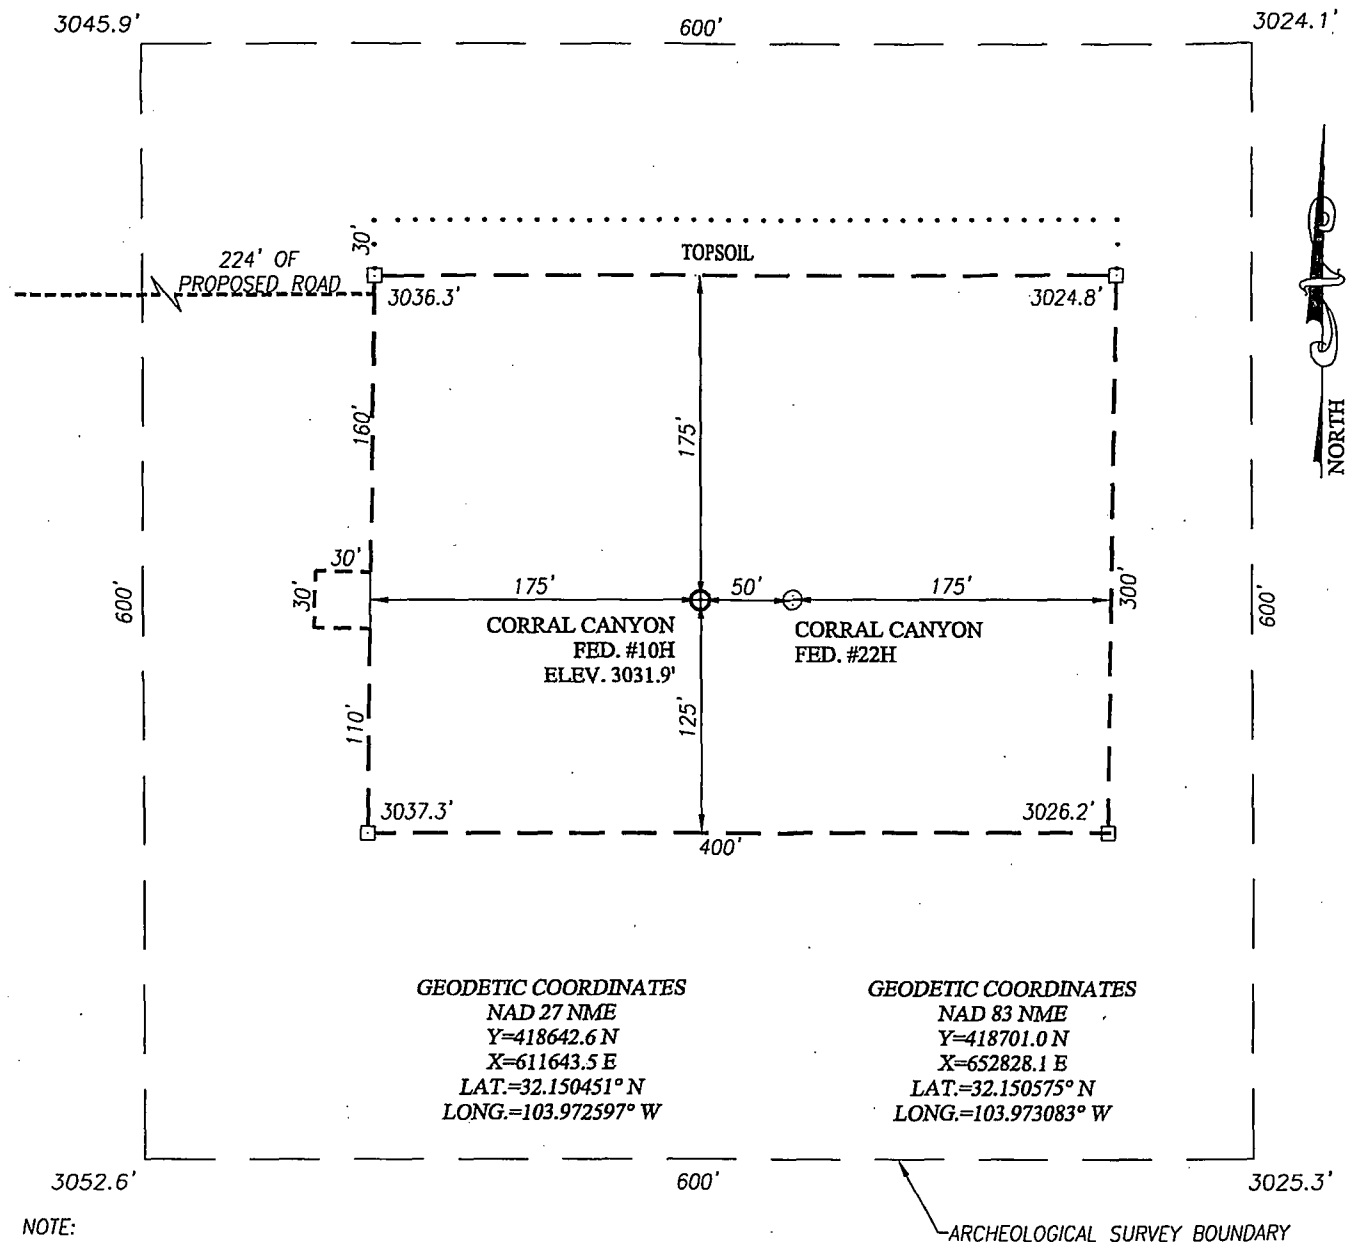 3045.9'
600'
3024.1'
30'
TOPSOIL
224' OF
PROPOSED ROAD
3036.3'
3024.8'
160'
175'
NORTH
30'
30'
600'
175'
50'
175'
300'
600'
CORRAL CANYON
FED. #10H
ELEV. 3031.9'
CORRAL CANYON
FED. #22H
110'
125'
3037.3'
3026.2'
400'
GEODETIC COORDINATES
NAD 27 NME
Y=418642.6 N
X=611643.5 E
LAT.=32.150451° N
LONG.=103.972597° W
GEODETIC COORDINATES
NAD 83 NME
Y=418701.0 N
X=652828.1 E
LAT.=32.150575° N
LONG.=103.973083° W
3052.6'
600'
3025.3'
NOTE:
ARCHEOLOGICAL SURVEY BOUNDARY